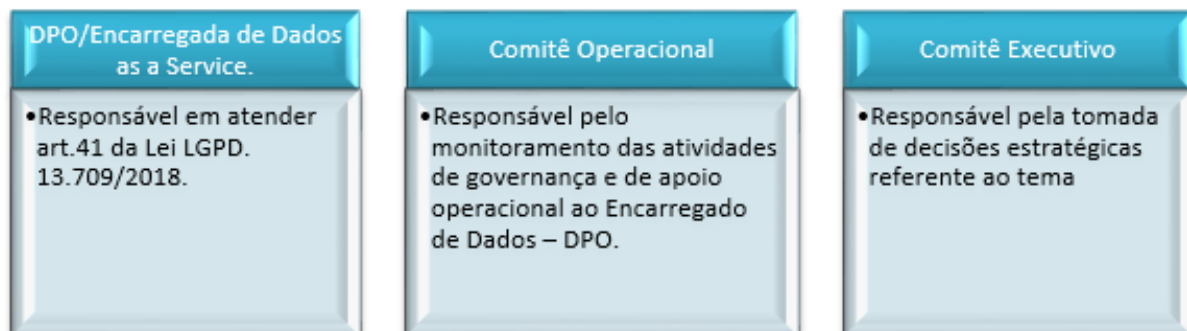 DPO/Encarregada de Dados
as a Service.
•Responsável em atender
art.41 da Lei LGPD.
13.709/2018.
Comitê Operacional
•Responsável pelo
monitoramento das atividades
de governança e de apoio
operacional ao Encarregado
de Dados – DPO.
Comitê Executivo
•Responsável pela tomada
de decisões estratégicas
referente ao tema